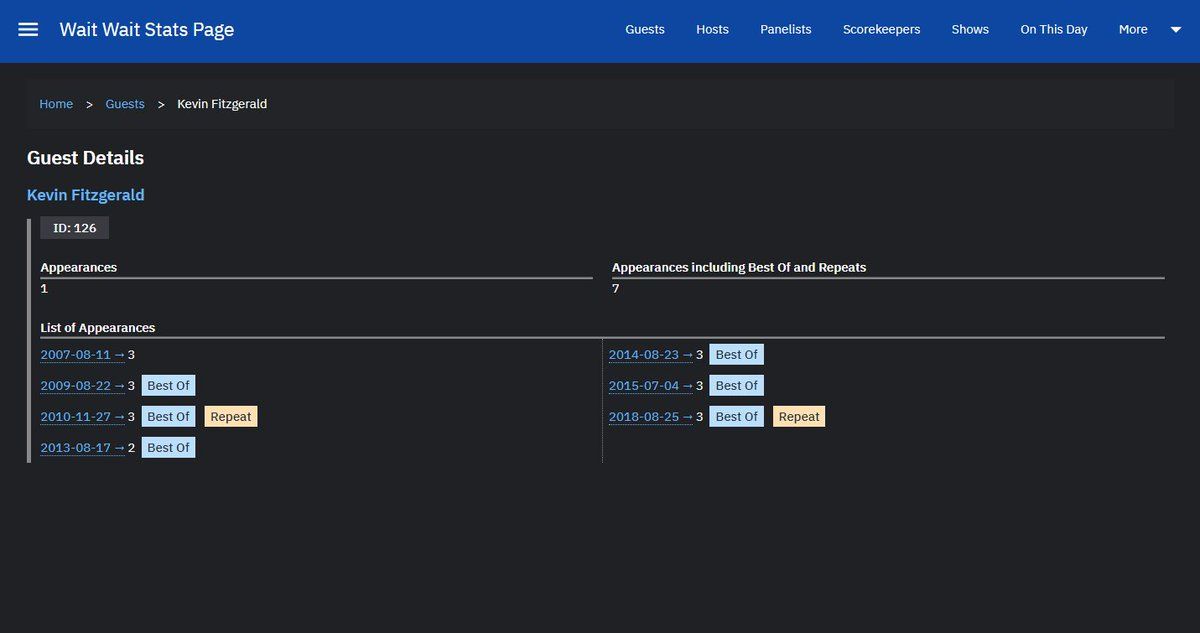 Wait Wait Stats Page Guests Hosts Panelists Scorekeepers Shows On This Day More
Home > Guests > Kevin Fitzgerald
Guest Details
Kevin Fitzgerald
ID: 126
Appearances
1
Appearances including Best Of and Repeats
7
List of Appearances
2007-08-11 → 3
2009-08-22 → 3 Best Of
2010-11-27 → 3 Best Of Repeat
2013-08-17 → 2 Best Of
2014-08-23 → 3 Best Of
2015-07-04 → 3 Best Of
2018-08-25 → 3 Best Of Repeat